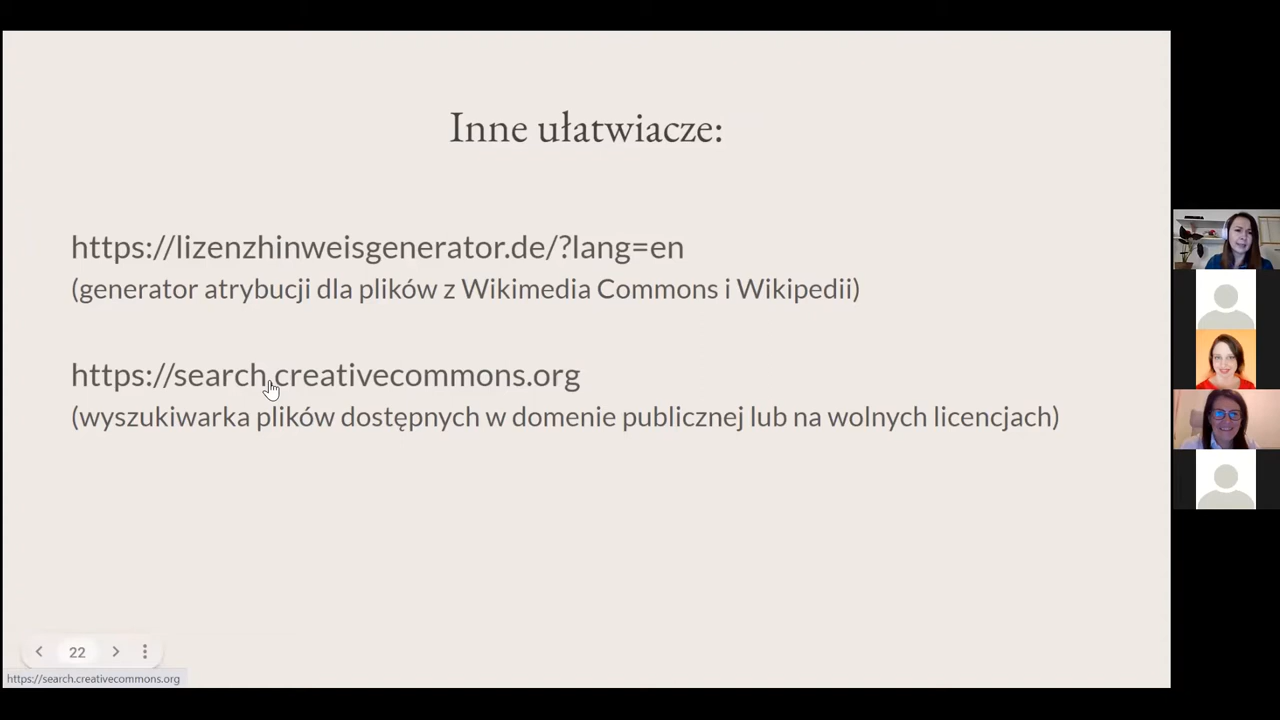 Inne ułatwiacze:
https://lizenzhinweisgenerator.de/?lang=en
(generator atrybucji dla plików z Wikimedia Commons i Wikipedii)
https://search.creativecommons.org
(wyszukiwarka plików dostępnych w domenie publicznej lub na wolnych licencjach)
22
https://search.creativecommons.org